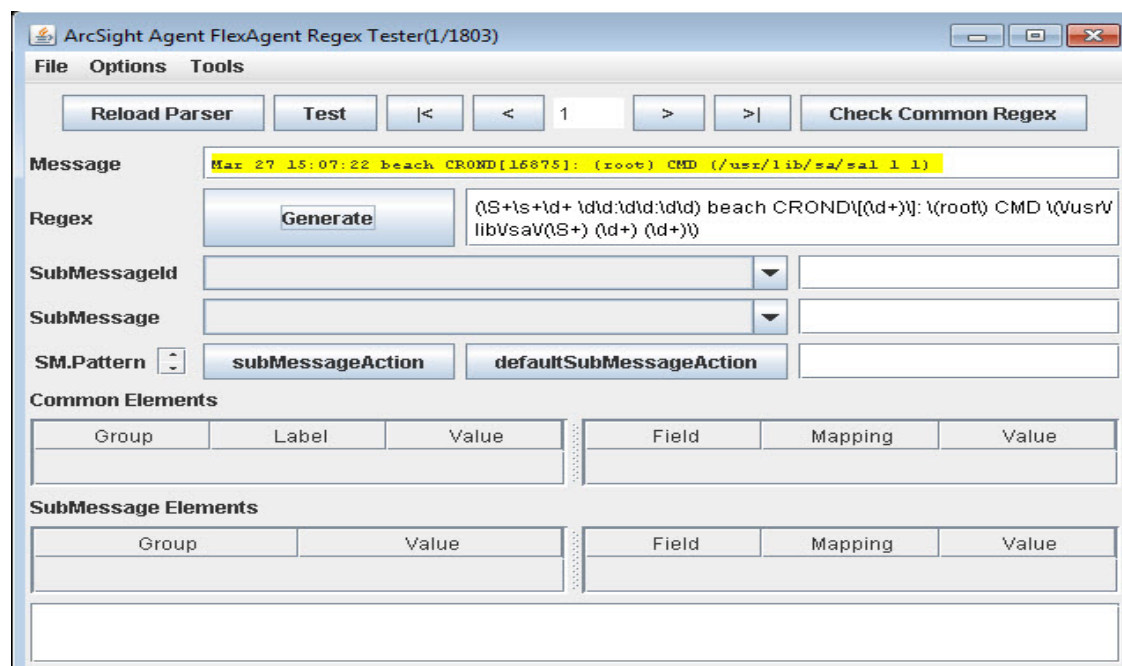 ArcSight Agent FlexAgent Regex Tester(1/1803)
File Options Tools
Reload Parser Test |< < 1 > >| Check Common Regex
Message Mar 27 15:07:22 beach CROND[16875]: (root) CMD (/usr/lib/sa/sa1 1 1)
Regex Generate (\S+\s+\d+ \d\d:\d\d:\d\d) beach CROND\[(\d+)\]: \(root\) CMD \(\/usr\/
lib\/sa\/(\S+) (\d+) (\d+)\)
SubMessageId
SubMessage
SM.Pattern subMessageAction defaultSubMessageAction
Common Elements
Group Label Value Field Mapping Value
SubMessage Elements
Group Value Field Mapping Value